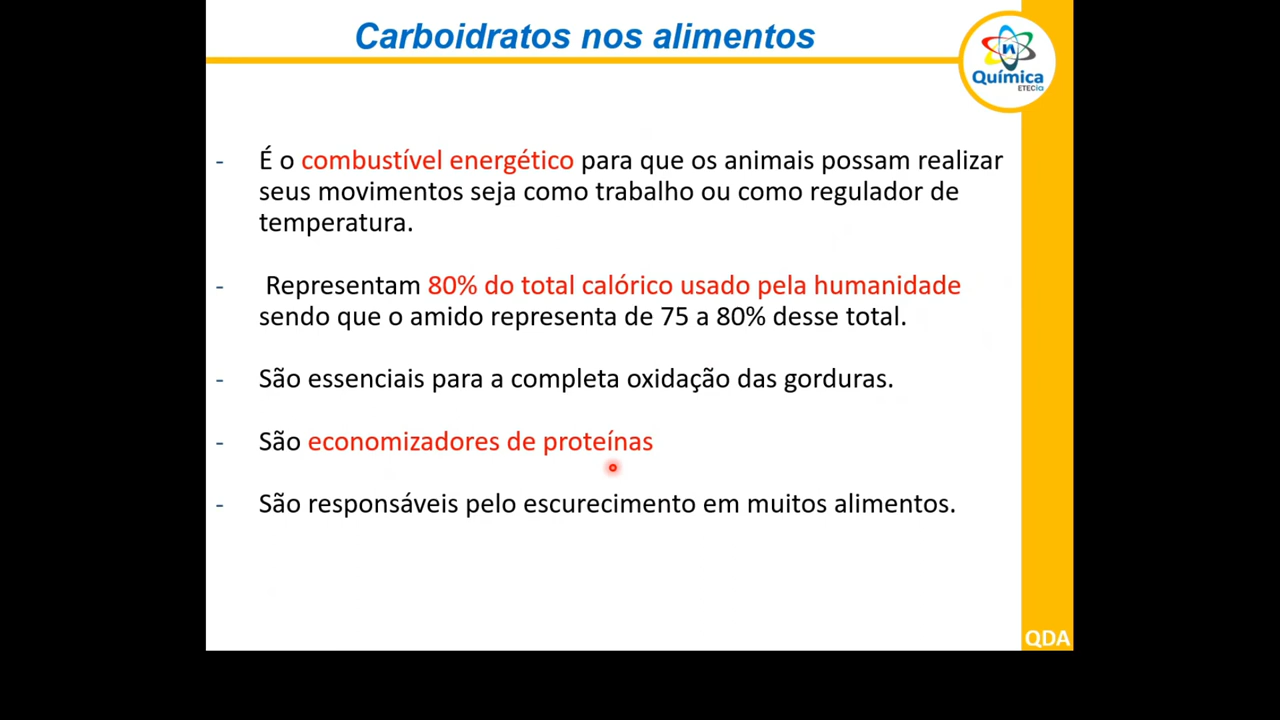 Carboidratos nos alimentos
n
Química
ETECia
- É o combustível energético para que os animais possam realizar
seus movimentos seja como trabalho ou como regulador de
temperatura.
- Representam 80% do total calórico usado pela humanidade
sendo que o amido representa de 75 a 80% desse total.
- São essenciais para a completa oxidação das gorduras.
- São economizadores de proteínas
- São responsáveis pelo escurecimento em muitos alimentos.
QDA